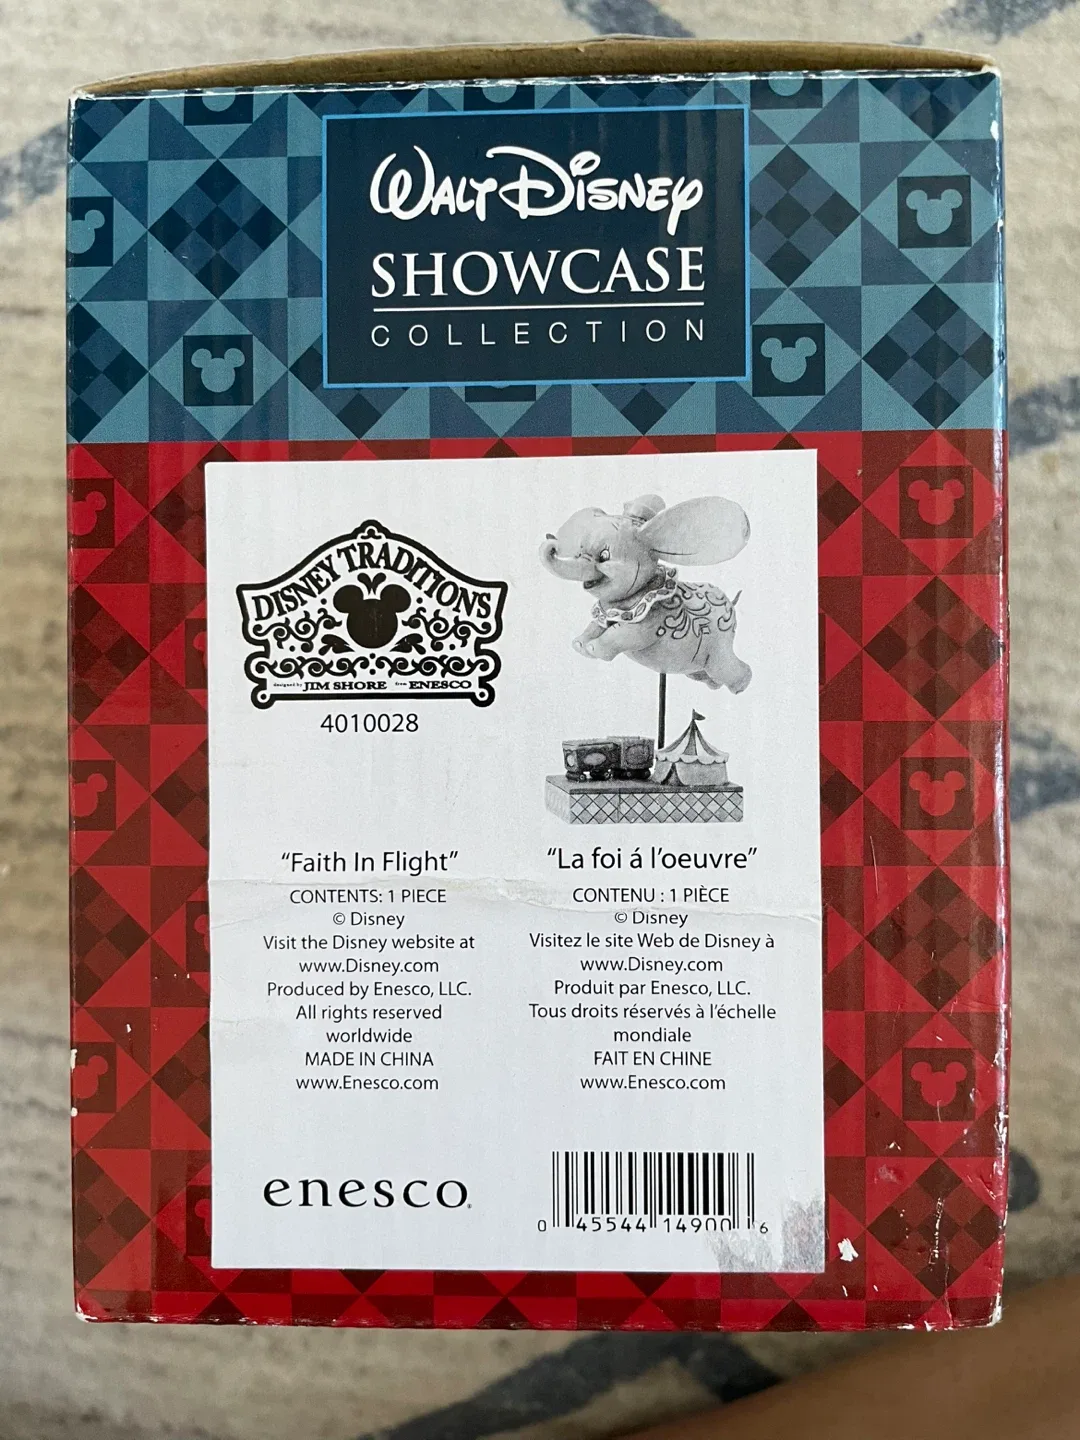 WALT DISNEY
SHOWCASE
COLLECTION
DISNEY TRADITIONS
designed by JIM SHORE from ENESCO
4010028
"Faith In Flight"
CONTENTS: 1 PIECE
© Disney
Visit the Disney website at
www.Disney.com
Produced by Enesco, LLC.
All rights reserved
worldwide
MADE IN CHINA
www.Enesco.com
"La foi á l'oeuvre"
CONTENU : 1 PIÈCE
© Disney
Visitez le site Web de Disney à
www.Disney.com
Produit par Enesco, LLC.
Tous droits réservés à l'échelle
mondiale
FAIT EN CHINE
www.Enesco.com
enesco
0 45544 14900 6